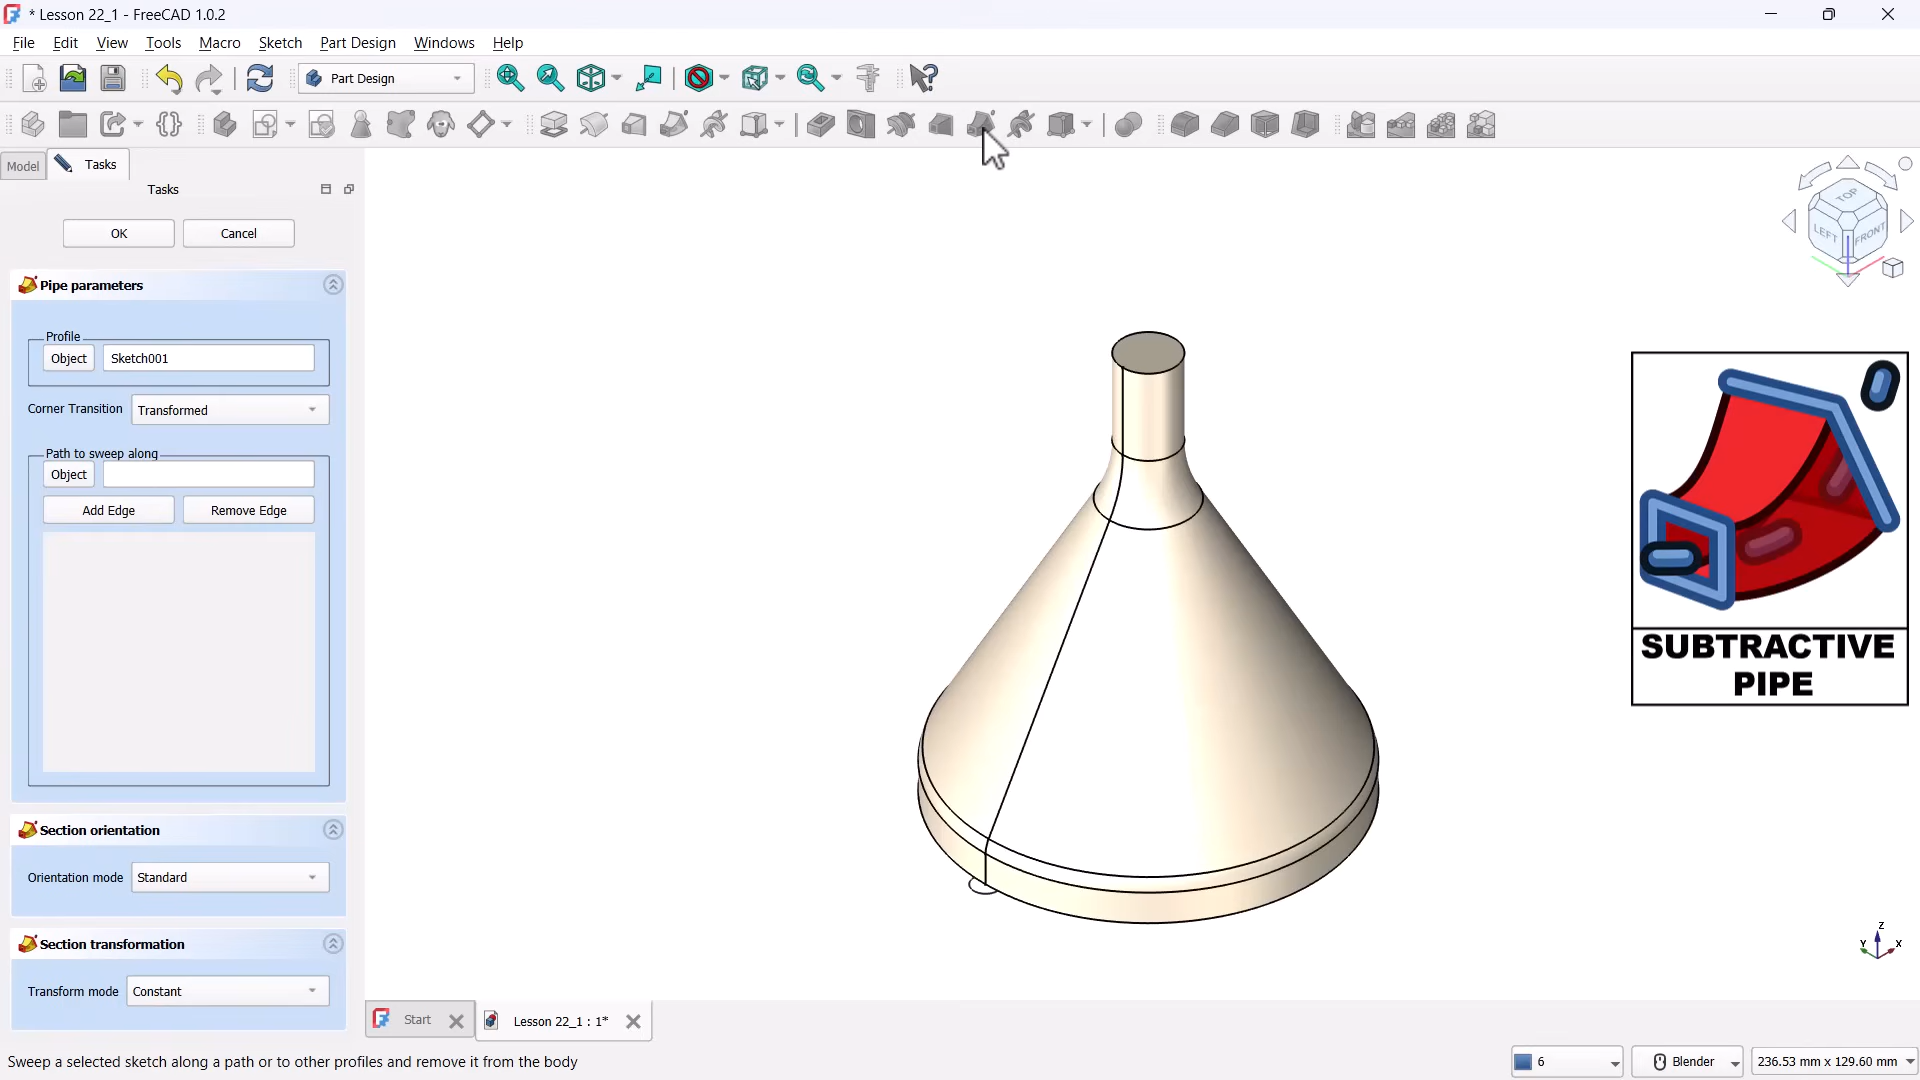 * Lesson 22_1 - FreeCAD 1.0.2
File Edit View Tools Macro Sketch Part Design Windows Help
Part Design
Model
Tasks
Tasks
OK
Cancel
Pipe parameters
Profile
Object
Sketch001
Corner Transition
Transformed
Path to sweep along
Object
Add Edge
Remove Edge
Section orientation
Orientation mode
Standard
Section transformation
Transform mode
Constant
TOP
LEFT
FRONT
SUBTRACTIVE
PIPE
Z
Y
X
Start
Lesson 22_1 : 1*
Sweep a selected sketch along a path or to other profiles and remove it from the body
6
Blender
236.53 mm x 129.60 mm